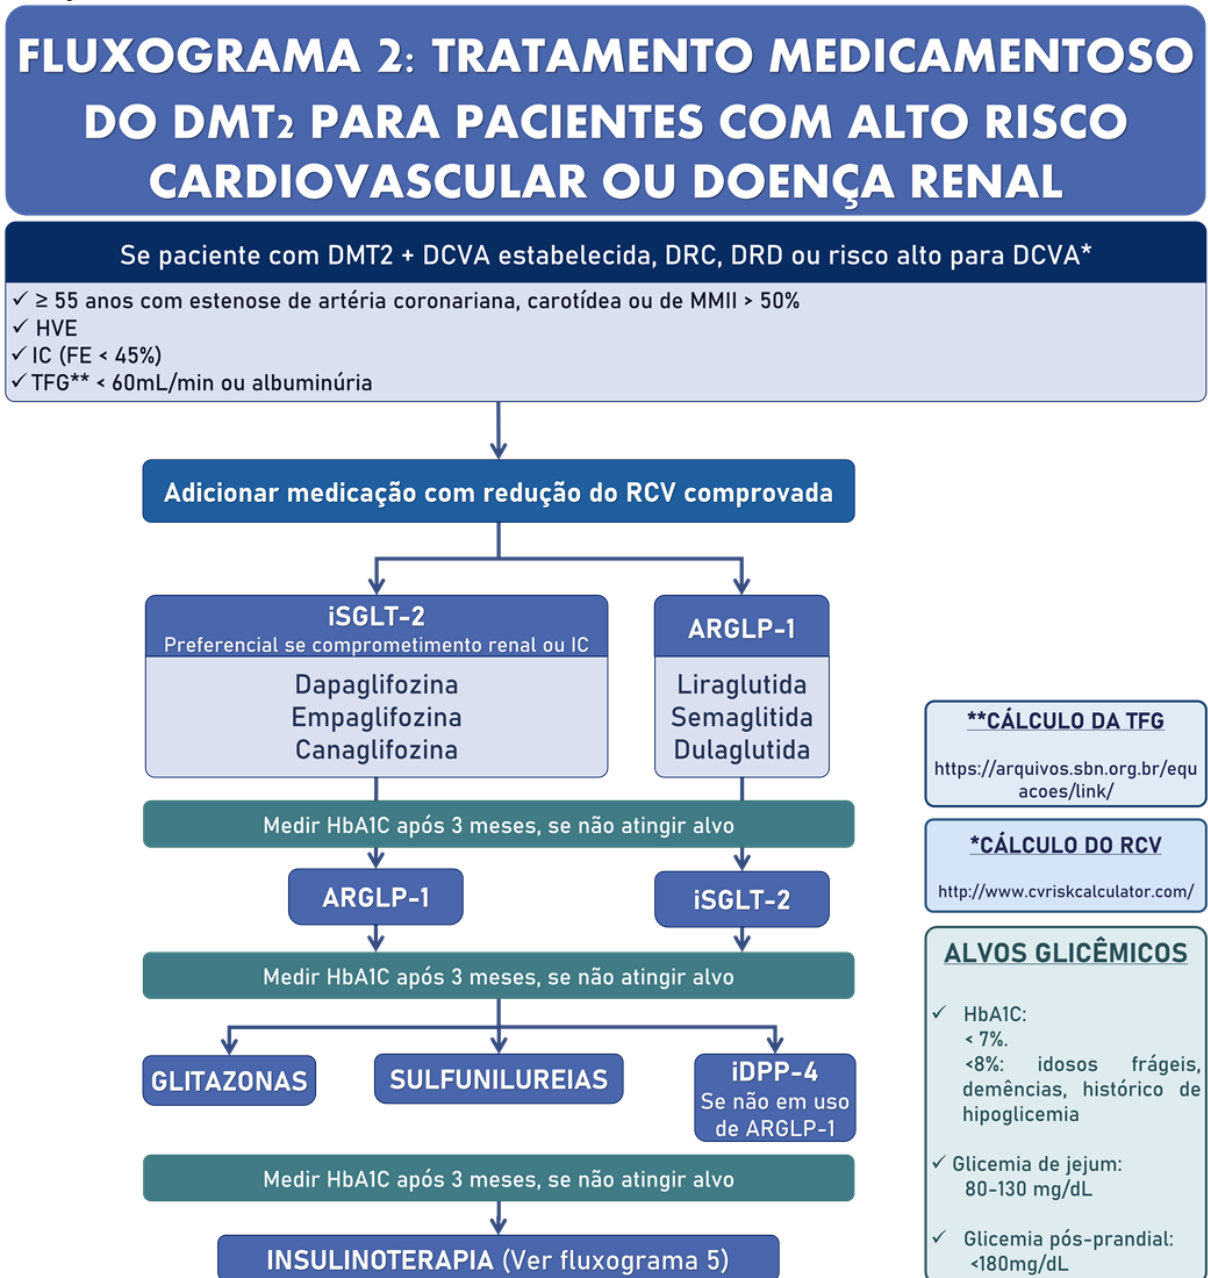 FLUXOGRAMA 2: TRATAMENTO MEDICAMENTOSO
DO DMT2 PARA PACIENTES COM ALTO RISCO
CARDIOVASCULAR OU DOENÇA RENAL
Se paciente com DMT2 + DCVA estabelecida, DRC, DRD ou risco alto para DCVA*
✓ ≥ 55 anos com estenose de artéria coronariana, carotídea ou de MMII > 50%
✓ HVE
✓ IC (FE < 45%)
✓ TFG** < 60mL/min ou albuminúria
Adicionar medicação com redução do RCV comprovada
iSGLT-2
Preferencial se comprometimento renal ou IC
Dapaglifozina
Empaglifozina
Canaglifozina
ARGLP-1
Liraglutida
Semaglitida
Dulaglutida
Medir HbA1C após 3 meses, se não atingir alvo
ARGLP-1
iSGLT-2
Medir HbA1C após 3 meses, se não atingir alvo
GLITAZONAS
SULFUNILUREIAS
iDPP-4
Se não em uso
de ARGLP-1
Medir HbA1C após 3 meses, se não atingir alvo
INSULINOTERAPIA (Ver fluxograma 5)
**CÁLCULO DA TFG
https://arquivos.sbn.org.br/equ
acoes/link/
*CÁLCULO DO RCV
http://www.cvriskcalculator.com/
ALVOS GLICÊMICOS
✓ HbA1C:
< 7%.
<8%: idosos frágeis,
demências, histórico de
hipoglicemia
✓ Glicemia de jejum:
80-130 mg/dL
✓ Glicemia pós-prandial:
<180mg/dL